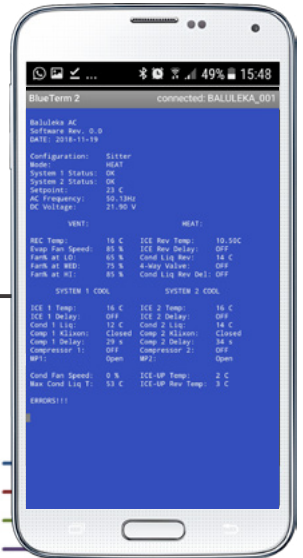 49% 15:48
BlueTerm 2 connected: BALULEKA_001
Baluleke AC
Software Rev. 0.0
DATE: 2018-11-19
Configuration: Sitter
Mode: HEAT
System 1 Status: OK
System 2 Status: OK
Setpoint: 23 C
AC Frequency: 50.13Hz
DC Voltage: 21.90 V
VENT: HEAT:
REC Temp: 16 C ICE Rev Temp: 10.50C
Evap Fan Speed: 85 % ICE Rev Delay: OFF
Fan% at LO: 65 % Cond Liq Rev: 14 C
Fan% at MED: 75 % 4-Way Valve: OFF
Fan% at HI: 85 % Cond Liq Rev Del: OFF
SYSTEM 1 COOL SYSTEM 2 COOL
ICE 1 Temp: 16 C ICE 2 Temp: 16 C
ICE 1 Delay: OFF ICE 2 Delay: OFF
Cond 1 Liq: 12 C Cond 2 Liq: 14 C
Comp 1 Klixon: Closed Comp 2 Klixon: Closed
Comp 1 Delay: 29 s Comp 2 Delay: 34 s
Compressor 1: OFF Compressor 2: OFF
WP1: Open WP2: Open
Cond Fan Speed: 0 % ICE-UP Temp: 2 C
Max Cond Liq T: 53 C ICE-UP Rev Temp: 3 C
ERRORS!!!